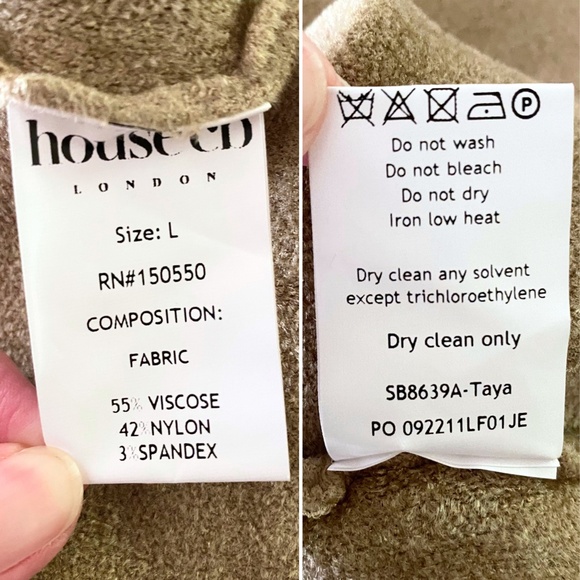 house CB
LONDON
Size: L
RN#150550
COMPOSITION:
FABRIC
55% VISCOSE
42% NYLON
3% SPANDEX
P
Do not wash
Do not bleach
Do not dry
Iron low heat
Dry clean any solvent
except trichloroethylene
Dry clean only
SB8639A-Taya
PO 092211LF01JE